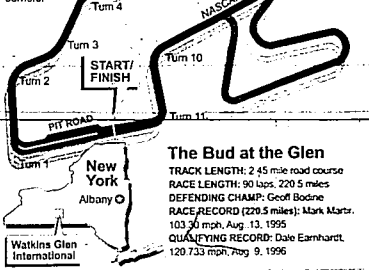 Turn 4
NASCAR
Turn 3
START/
FINISH
Turn 10
Turn 2
PIT ROAD
Turn 11
Turn 1
New
York
Albany
Watkins Glen
International
The Bud at the Glen
TRACK LENGTH: 2.45 mile road course
RACE LENGTH: 90 laps, 220.5 miles
DEFENDING CHAMP: Geoff Bodine
RACE RECORD (220.5 miles): Mark Martin,
103.30 mph, Aug. 13, 1995
QUALIFYING RECORD: Dale Earnhardt,
120.733 mph, Aug. 9, 1996